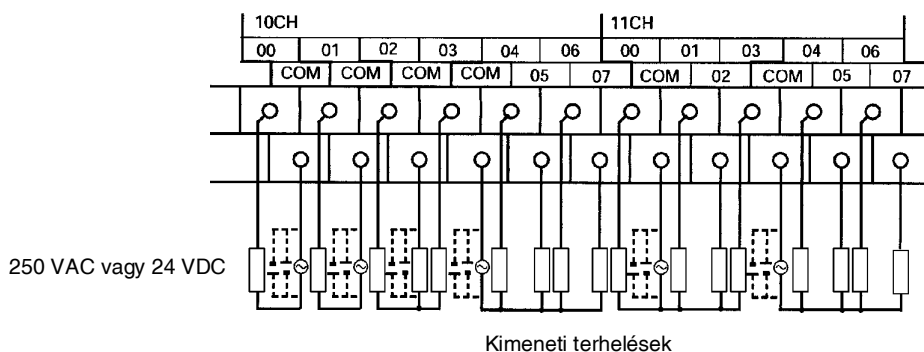 10CH 11CH
00 01 02 03 04 06 00 01 03 04 06
COM COM COM COM 05 07 COM 02 COM 05 07
250 VAC vagy 24 VDC
Kimeneti terhelések